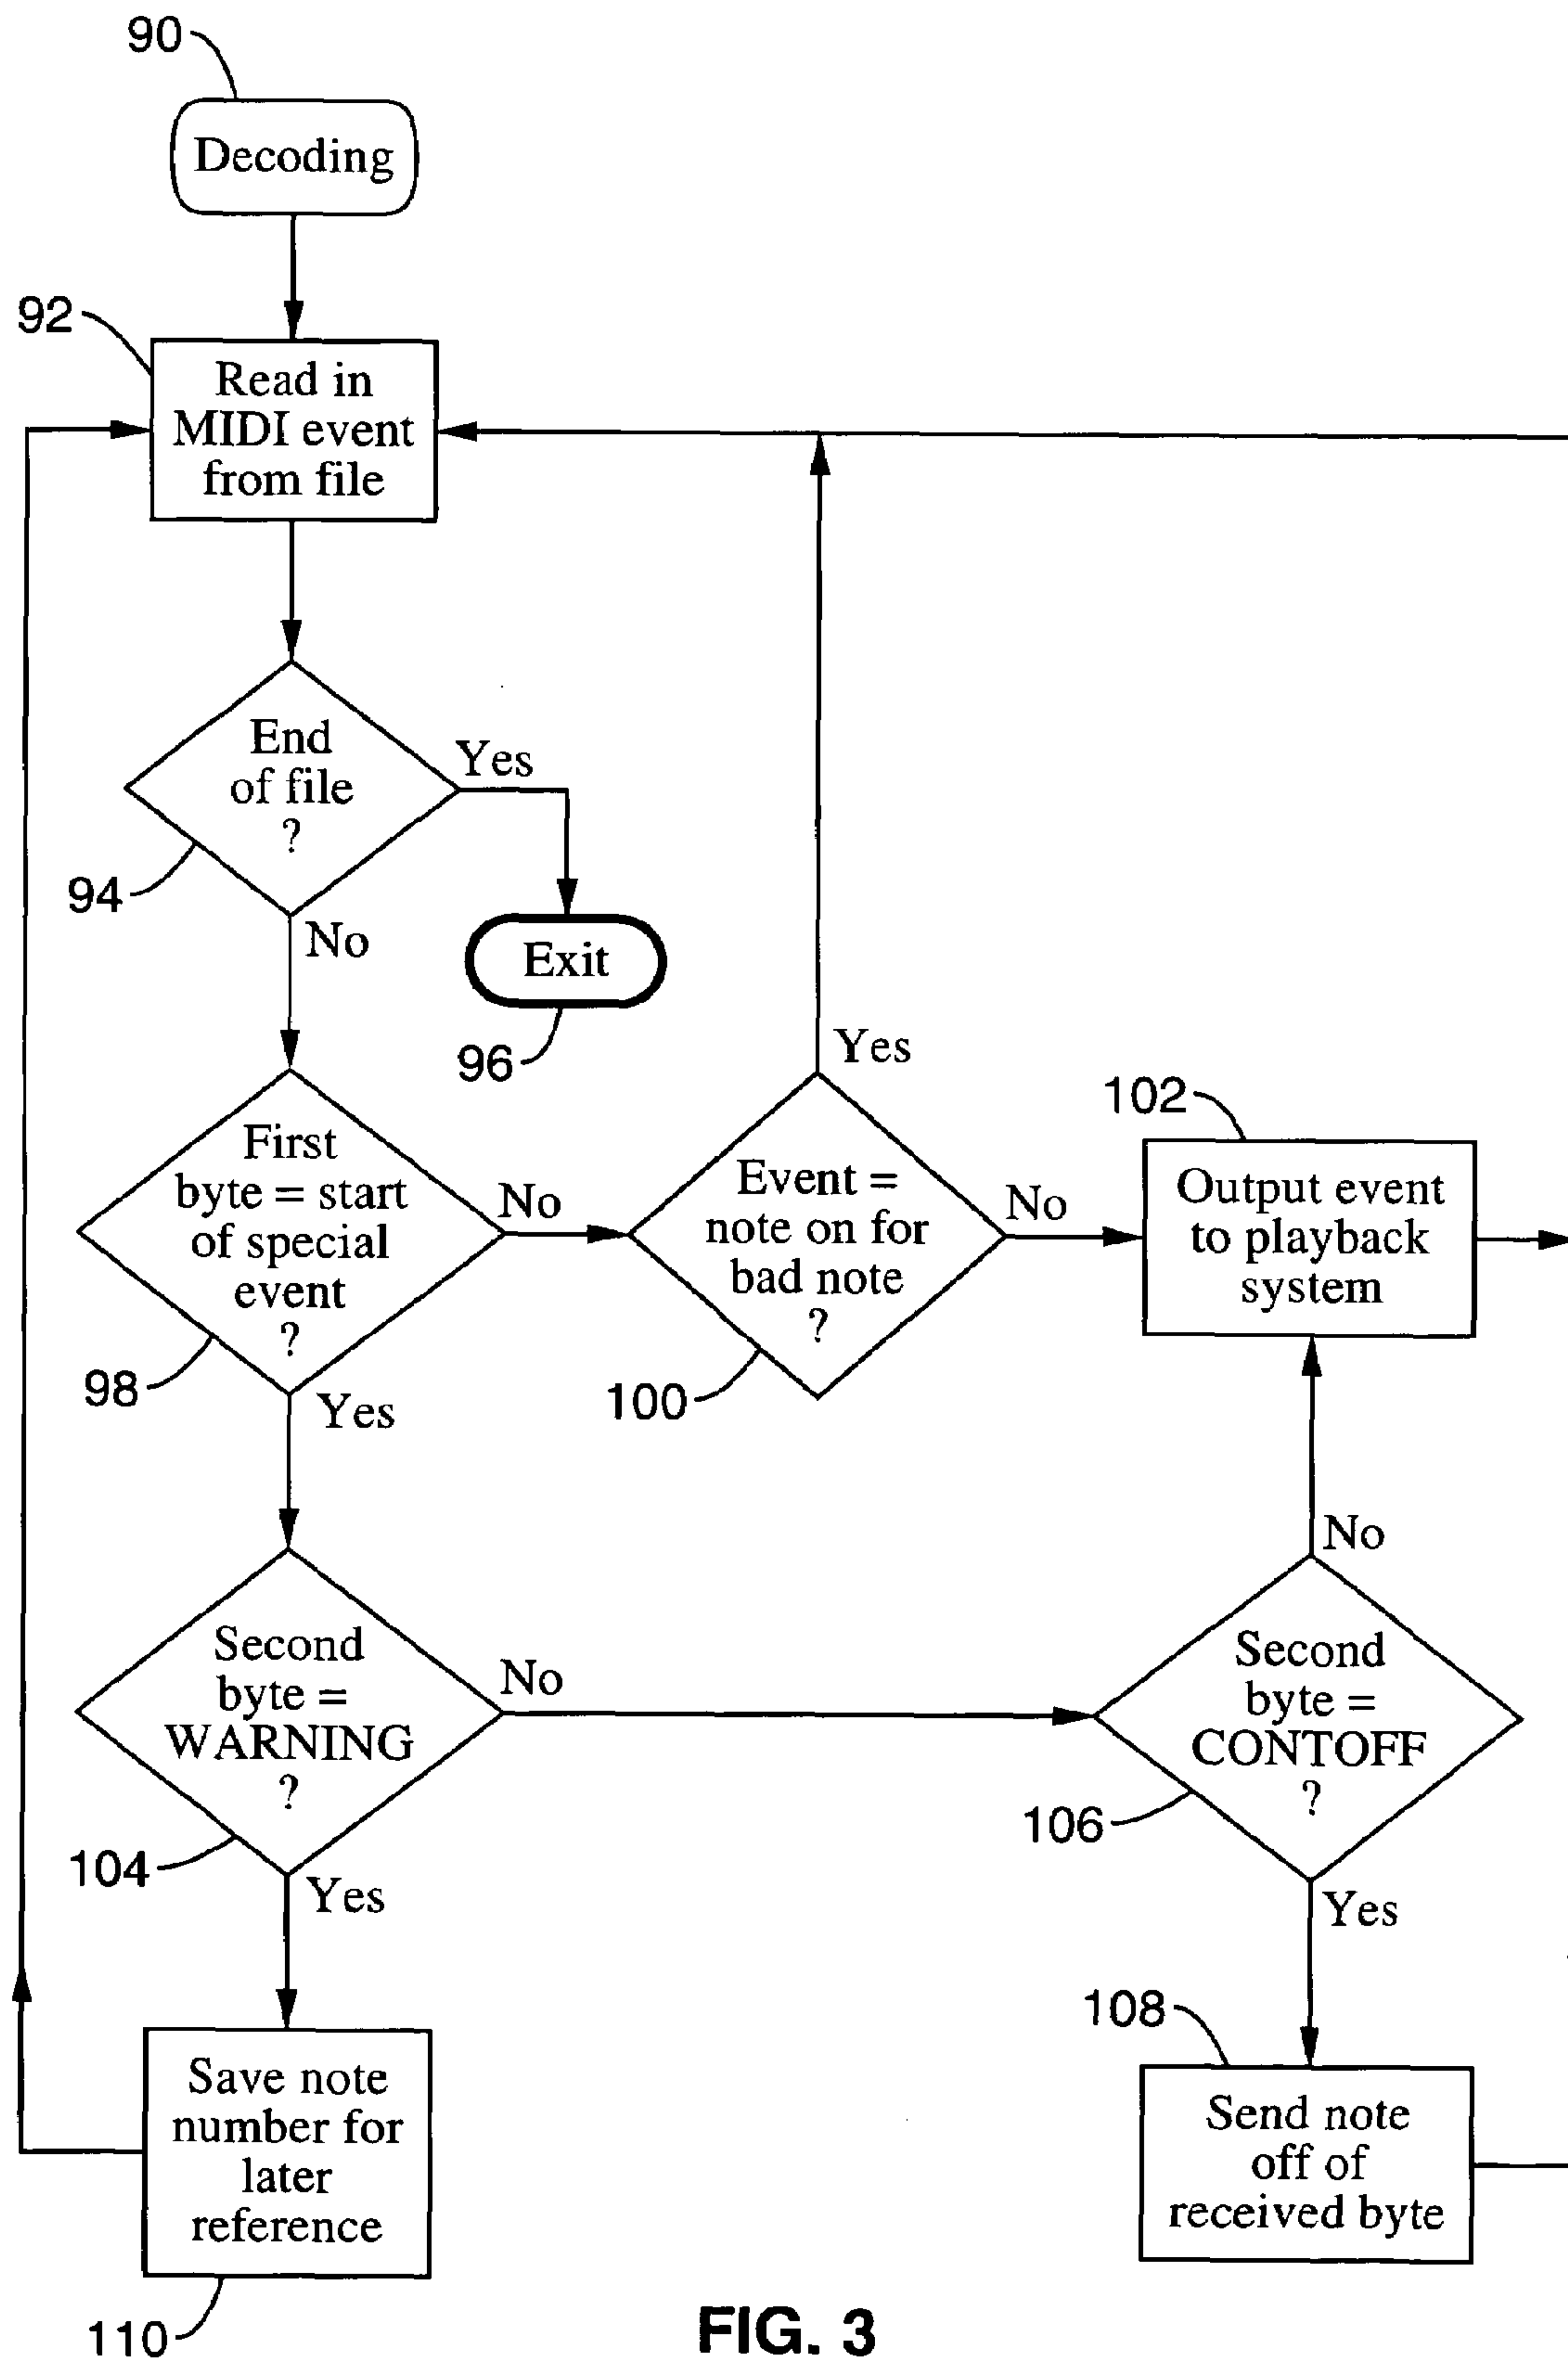 90
Decoding
92
Read in
MIDI event
from file
End
of file
?
Yes
94
No
Exit
96
First
byte = start
of special
event
?
No
98
Yes
Event =
note on for
bad note
?
Yes
No
100
102
Output event
to playback
system
Second
byte =
WARNING
?
No
104
Yes
Second
byte =
CONTOFF
?
No
106
Yes
108
Send note
off of
received byte
Save note
number for
later
reference
110
FIG. 3